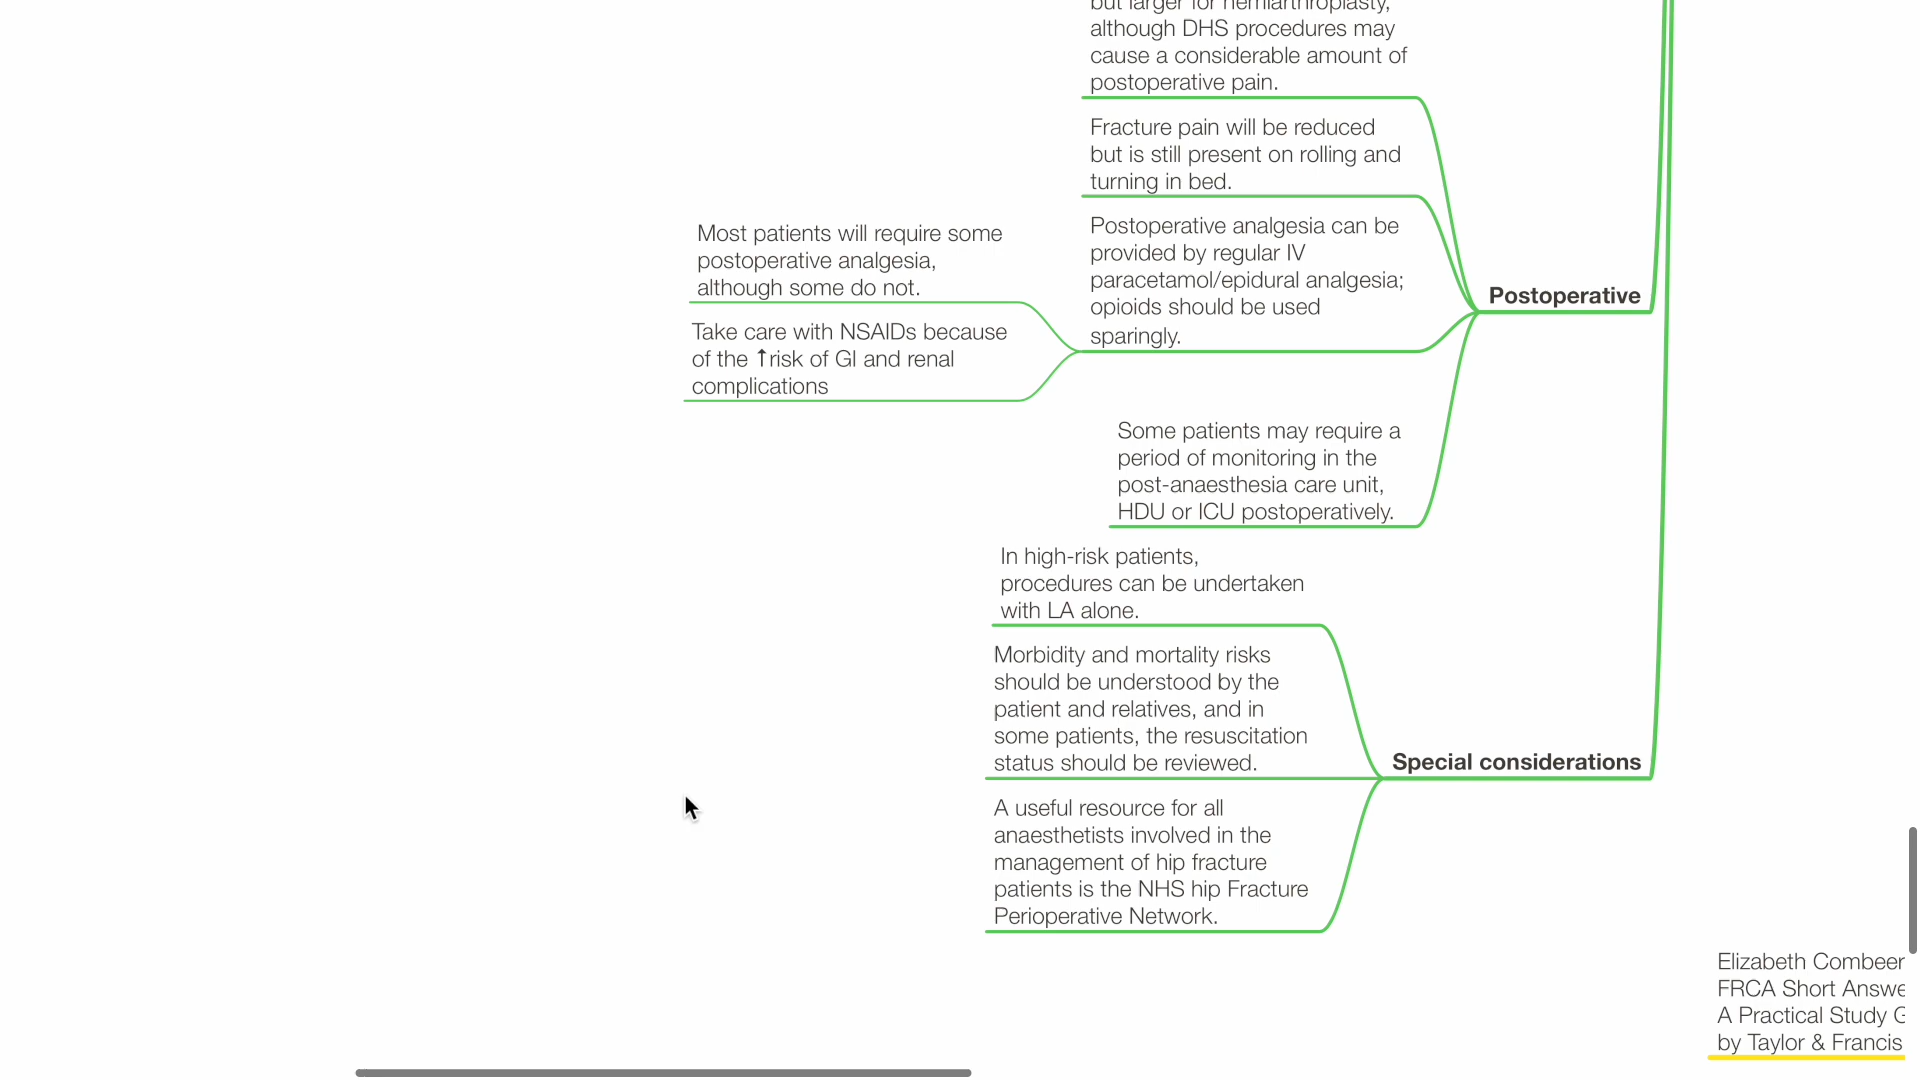 but larger for hemiarthroplasty,
although DHS procedures may
cause a considerable amount of
postoperative pain.
Fracture pain will be reduced
but is still present on rolling and
turning in bed.
Most patients will require some
postoperative analgesia,
although some do not.
Take care with NSAIDs because
of the ↑risk of GI and renal
complications
Postoperative analgesia can be
provided by regular IV
paracetamol/epidural analgesia;
opioids should be used
sparingly.
Postoperative
Some patients may require a
period of monitoring in the
post-anaesthesia care unit,
HDU or ICU postoperatively.
In high-risk patients,
procedures can be undertaken
with LA alone.
Morbidity and mortality risks
should be understood by the
patient and relatives, and in
some patients, the resuscitation
status should be reviewed.
Special considerations
A useful resource for all
anaesthetists involved in the
management of hip fracture
patients is the NHS hip Fracture
Perioperative Network.
Elizabeth Combeer
FRCA Short Answe
A Practical Study G
by Taylor & Francis